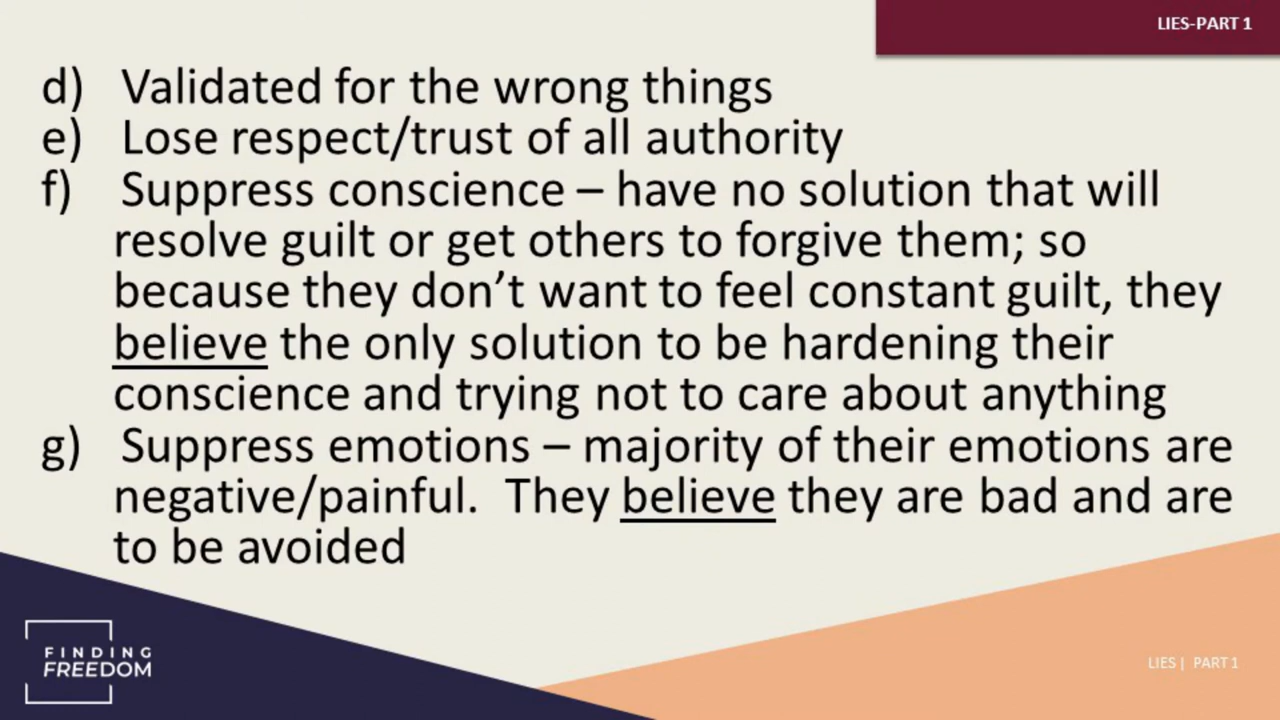 LIES-PART 1
d) Validated for the wrong things
e) Lose respect/trust of all authority
f) Suppress conscience – have no solution that will
resolve guilt or get others to forgive them; so
because they don’t want to feel constant guilt, they
believe the only solution to be hardening their
conscience and trying not to care about anything
g) Suppress emotions – majority of their emotions are
negative/painful.  They believe they are bad and are
to be avoided
FINDING
FREEDOM
LIES | PART 1